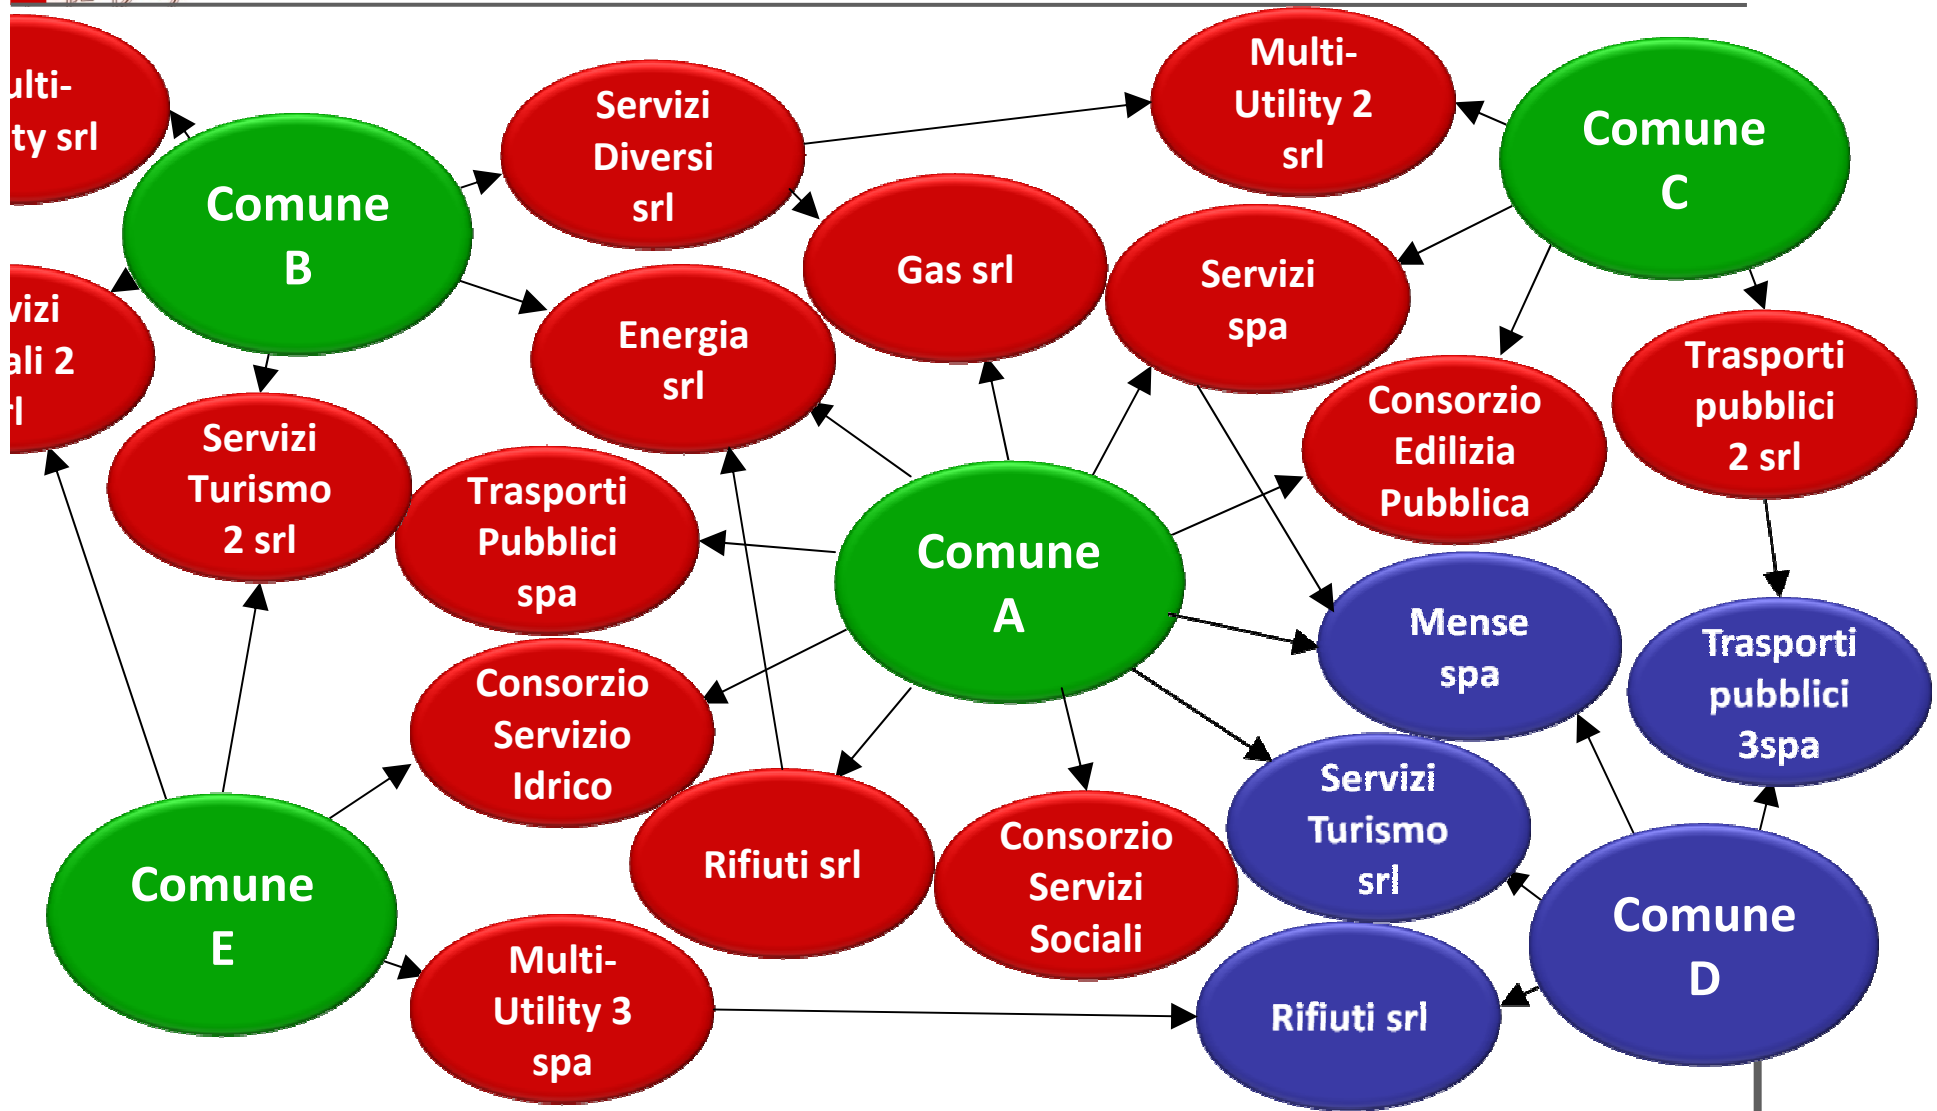 Multi-
Utility 2
srl
Comune
C
Servizi
Diversi
srl
ty srl
Comune
B
Gas srl
Servizi
spa
Energia
srl
ali 2
Trasporti
pubblici
2 srl
Consorzio
Edilizia
Pubblica
Servizi
Turismo
2 srl
Trasporti
Pubblici
spa
Comune
A
Mense
spa
Trasporti
pubblici
3spa
Consorzio
Servizio
Idrico
Servizi
Turismo
srl
Rifiuti srl
Consorzio
Servizi
Sociali
Comune
E
Comune
D
Multi-
Utility 3
spa
Rifiuti srl